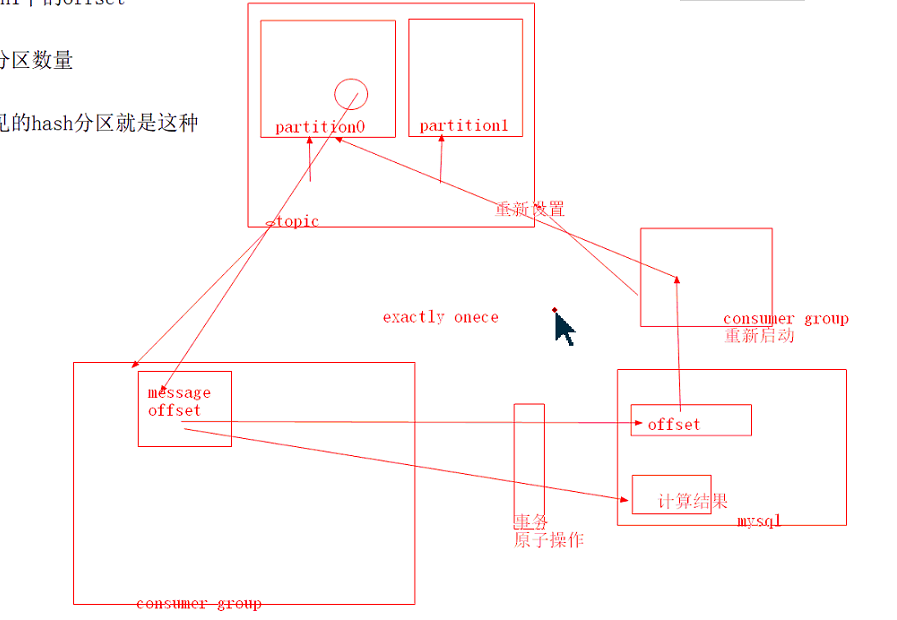 的offset
分区数量
的hash分区就是这种
partition0
partition1
topic
重新设置
exactly onece
consumer group
重新启动
message
offset
offset
计算结果
mysql
事务
原子操作
consumer group